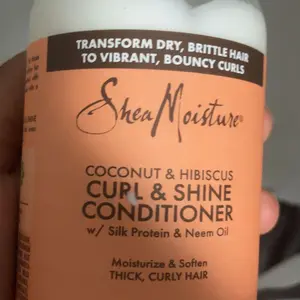 TRANSFORM DRY, BRITTLE HAIR
TO VIBRANT, BOUNCY CURLS
SheaMoisture®
COCONUT & HIBISCUS
CURL & SHINE
CONDITIONER
w/ Silk Protein & Neem Oil
Moisturize & Soften
THICK, CURLY HAIR